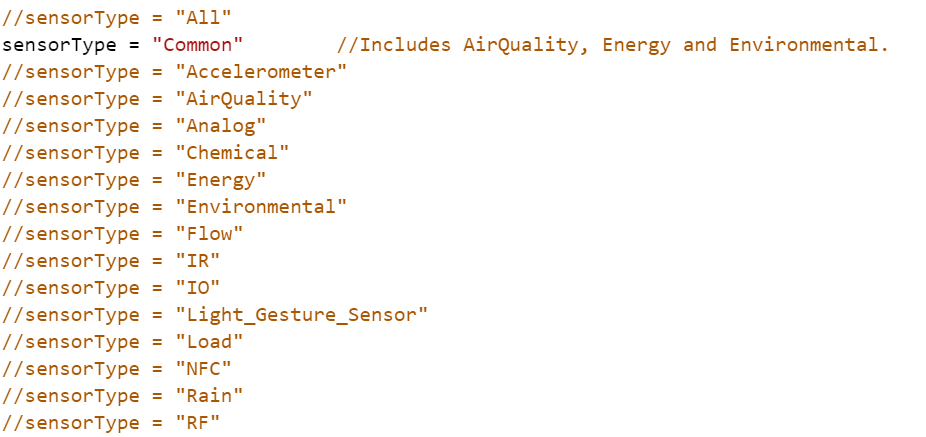 //sensorType = "All"
sensorType = "Common"        //Includes AirQuality, Energy and Environmental.
//sensorType = "Accelerometer"
//sensorType = "AirQuality"
//sensorType = "Analog"
//sensorType = "Chemical"
//sensorType = "Energy"
//sensorType = "Environmental"
//sensorType = "Flow"
//sensorType = "IR"
//sensorType = "IO"
//sensorType = "Light_Gesture_Sensor"
//sensorType = "Load"
//sensorType = "NFC"
//sensorType = "Rain"
//sensorType = "RF"